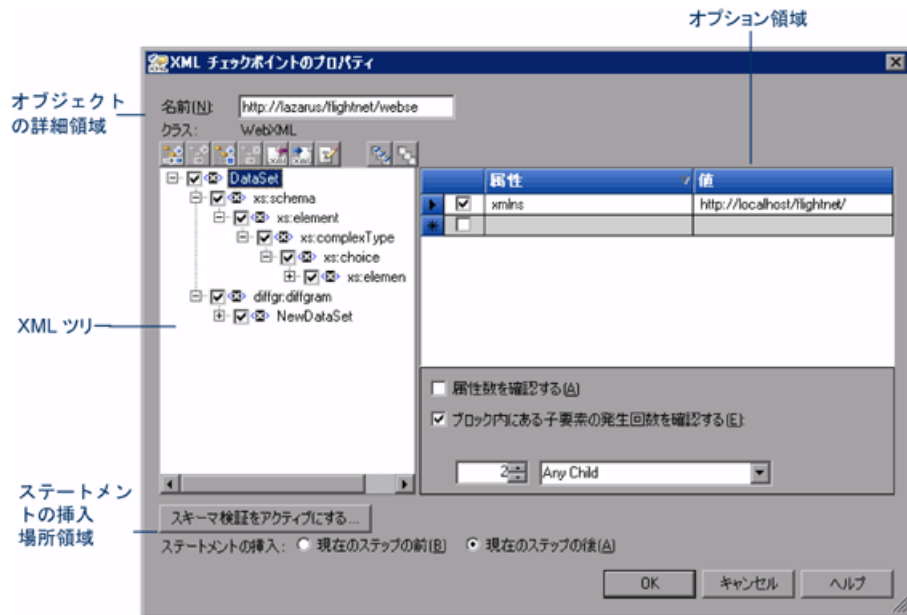 オプション領域
XML チェックポイントのプロパティ
オブジェクト
の詳細領域
名前(N):
http://lazarus/flightnet/webse
クラス:
WebXML
DataSet
xs:schema
xs:element
xs:complexType
xs:choice
xs:elemen
diffgr:diffgram
NewDataSet
XML ツリー
属性
値
xmlns
http://localhost/flightnet/
属性数を確認する(A)
ブロック内にある子要素の発生回数を確認する(E):
2
Any Child
ステートメン
トの挿入
場所領域
スキーマ検証をアクティブにする...
ステートメントの挿入:
現在のステップの前(B)
現在のステップの後(A)
OK
キャンセル
ヘルプ